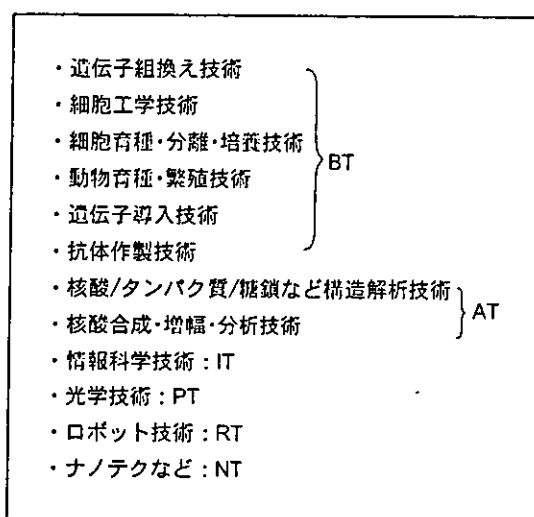 ・遺伝子組換え技術
・細胞工学技術
・細胞育種・分離・培養技術
・動物育種・繁殖技術
・遺伝子導入技術
・抗体作製技術
BT
・核酸/タンパク質/糖鎖など構造解析技術
・核酸合成・増幅・分析技術
AT
・情報科学技術：IT
・光学技術：PT
・ロボット技術：RT
・ナノテクなど：NT